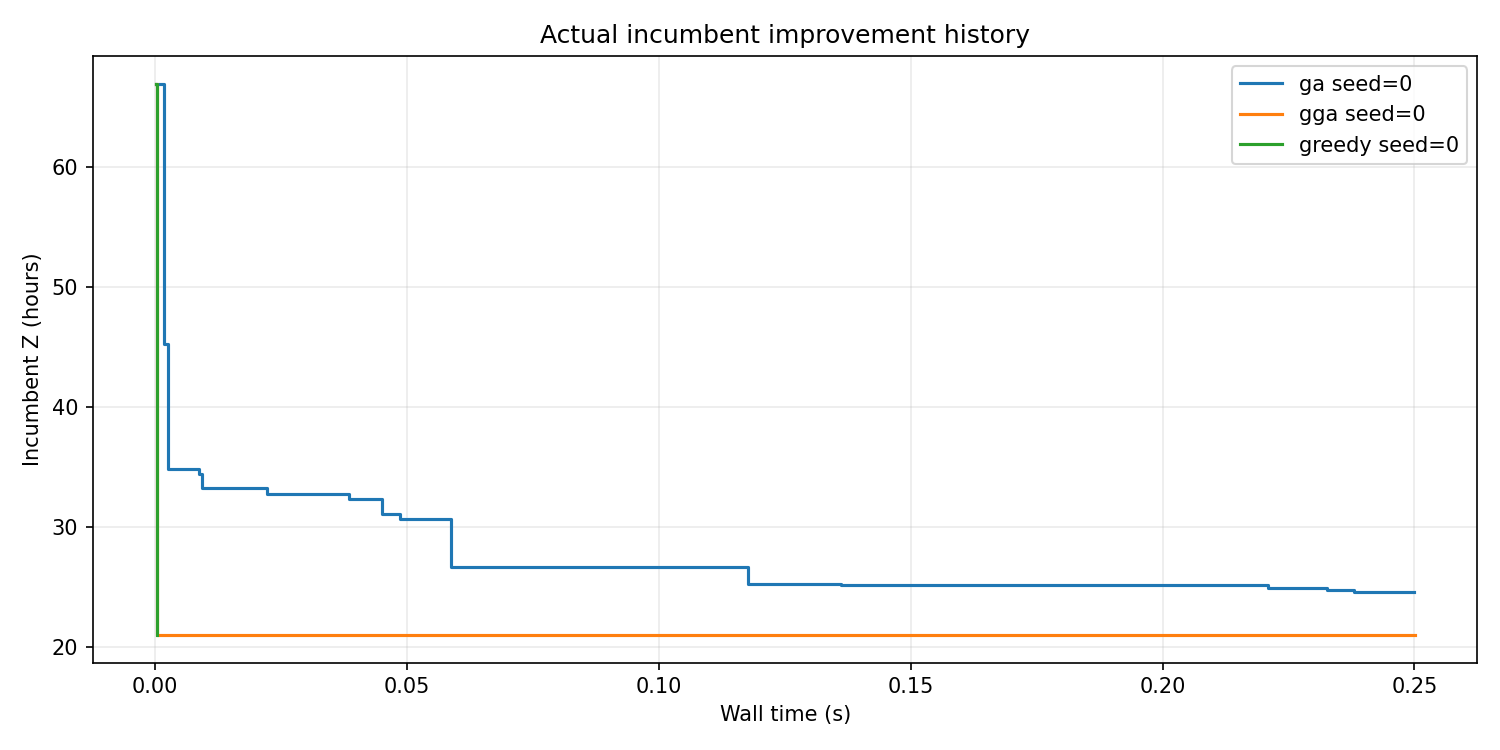 Actual incumbent improvement history
ga seed=0
gga seed=0
greedy seed=0
Incumbent Z (hours)
60
50
40
30
20
0.00 0.05 0.10 0.15 0.20 0.25
Wall time (s)